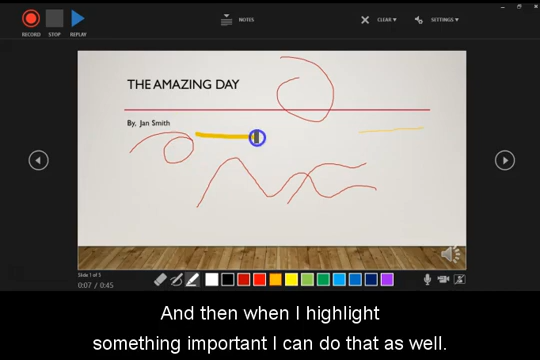 NOTES
CLEAR
SETTINGS
RECORD STOP REPLAY
THE AMAZING DAY
By, Jan Smith
Slide 1 of 5
0:07 / 0:45
And then when I highlight
something important I can do that as well.